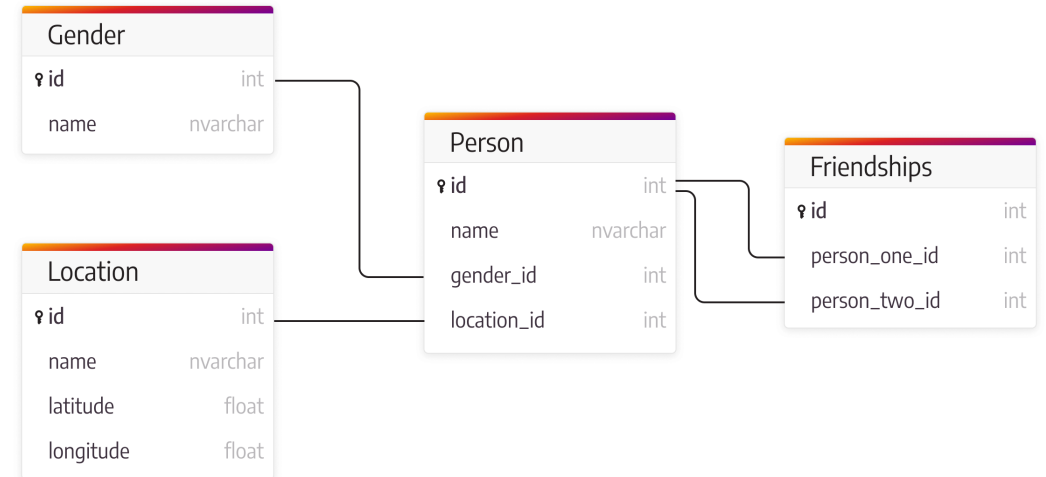 Gender
id int
name nvarchar
Location
id int
name nvarchar
latitude float
longitude float
Person
id int
name nvarchar
gender_id int
location_id int
Friendships
id int
person_one_id int
person_two_id int